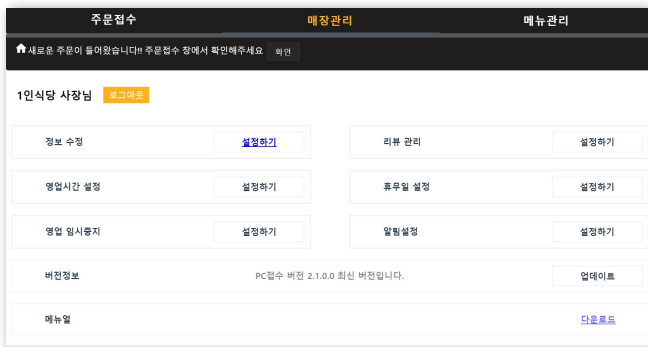 주문접수 매장관리 메뉴관리
새로운 주문이 들어왔습니다!! 주문접수 창에서 확인해주세요 확인
1인식당 사장님 로그아웃
정보 수정 설정하기 리뷰 관리 설정하기
영업시간 설정 설정하기 휴무일 설정 설정하기
영업 임시중지 설정하기 알림설정 설정하기
버전정보 PC접수 버전 2.1.0.0 최신 버전입니다. 업데이트
메뉴얼 다운로드